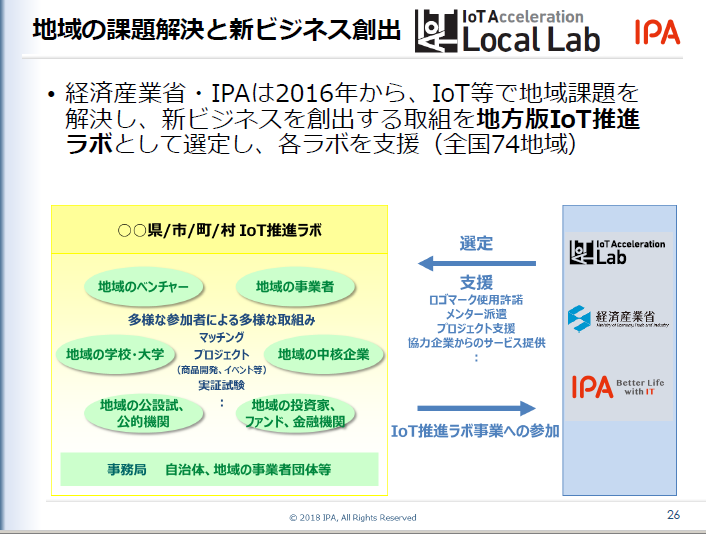 地域の課題解決と新ビジネス創出
IoT Acceleration
Local Lab
IPA
• 経済産業省・IPAは2016年から、IoT等で地域課題を
解決し、新ビジネスを創出する取組を地方版IoT推進
ラボとして選定し、各ラボを支援（全国74地域）
○○県/市/町/村 IoT推進ラボ
地域のベンチャー
地域の事業者
多様な参加者による多様な取組み
マッチング
地域の学校・大学
プロジェクト
地域の中核企業
（商品開発、イベント等）
実証試験
：
地域の公設試、
公的機関
地域の投資家、
ファンド、金融機関
事務局 自治体、地域の事業者団体等
選定
支援
ロゴマーク使用許諾
メンター派遣
プロジェクト支援
協力企業からのサービス提供
：
IoT推進ラボ事業への参加
IoT Acceleration
Lab
経済産業省
Ministry of Economy, Trade and Industry
IPA
Better Life
with IT
© 2018 IPA, All Rights Reserved
26